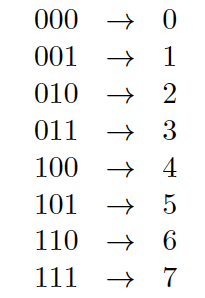 000 → 0
001 → 1
010 → 2
011 → 3
100 → 4
101 → 5
110 → 6
111 → 7